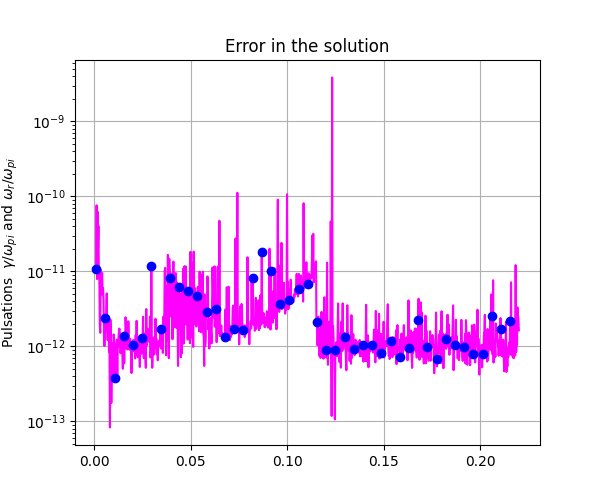 Error in the solution
Pulsations γ/ω_pi and ω_r/ω_pi
10⁻⁹
10⁻¹⁰
10⁻¹¹
10⁻¹²
10⁻¹³
0.00 0.05 0.10 0.15 0.20